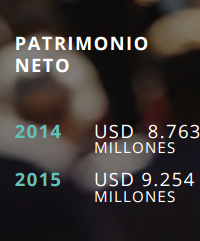 PATRIMONIO
NETO
2014 USD 8.763
MILLONES
2015 USD 9.254
MILLONES